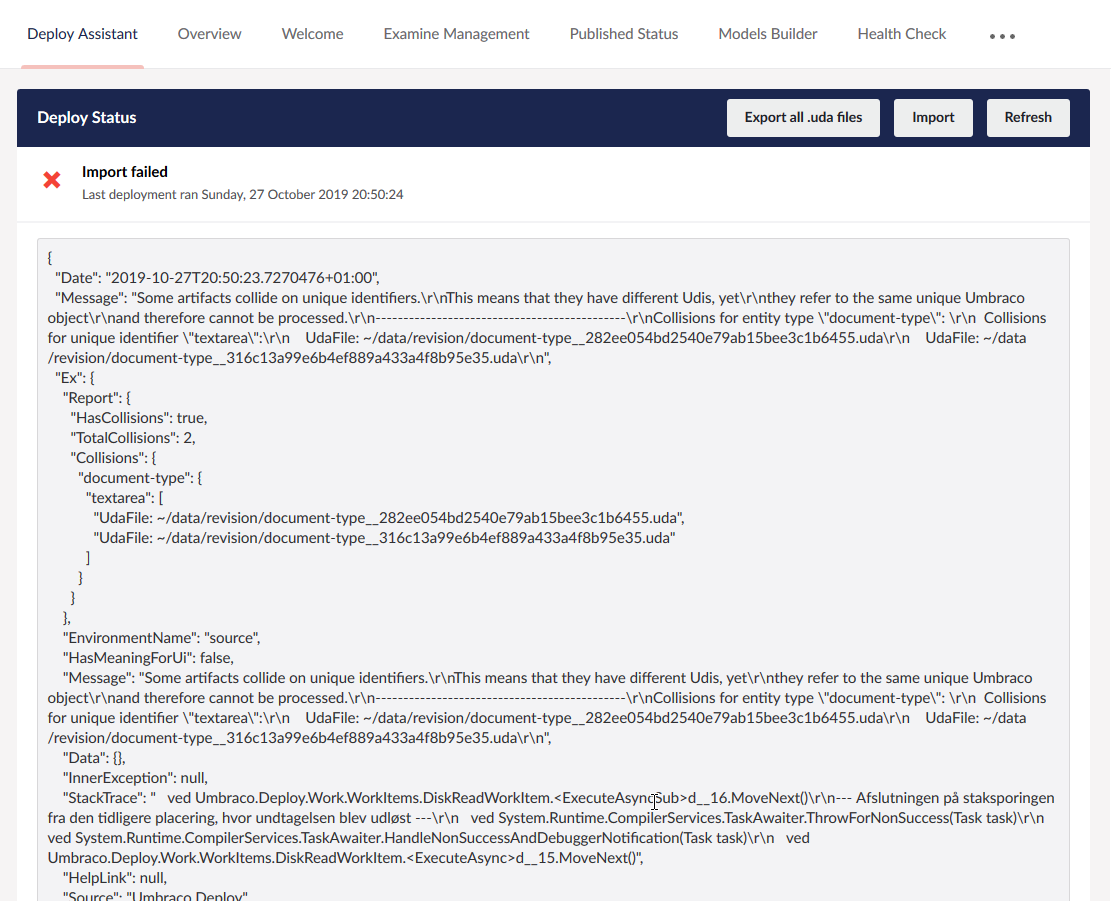 Deploy Assistant Overview Welcome Examine Management Published Status Models Builder Health Check
Deploy Status Export all .uda files Import Refresh
Import failed
Last deployment ran Sunday, 27 October 2019 20:50:24
{
"Date": "2019-10-27T20:50:23.7270476+01:00",
"Message": "Some artifacts collide on unique identifiers.\r\nThis means that they have different Udis, yet\r\nthey refer to the same unique Umbraco
object\r\nand therefore cannot be processed.\r\n-------------------------------------------\r\nCollisions for entity type \"document-type\": \r\n  Collisions
for unique identifier \"textarea\":\r\n    UdaFile: ~/data/revision/document-type__282ee054bd2540e79ab15bee3c1b6455.uda\r\n    UdaFile: ~/data
/revision/document-type__316c13a99e6b4ef889a433a4f8b95e35.uda\r\n",
"Ex": {
"Report": {
"HasCollisions": true,
"TotalCollisions": 2,
"Collisions": {
"document-type": {
"textarea": [
"UdaFile: ~/data/revision/document-type__282ee054bd2540e79ab15bee3c1b6455.uda",
"UdaFile: ~/data/revision/document-type__316c13a99e6b4ef889a433a4f8b95e35.uda"
]
}
}
},
"EnvironmentName": "source",
"HasMeaningForUi": false,
"Message": "Some artifacts collide on unique identifiers.\r\nThis means that they have different Udis, yet\r\nthey refer to the same unique Umbraco
object\r\nand therefore cannot be processed.\r\n-------------------------------------------\r\nCollisions for entity type \"document-type\": \r\n  Collisions
for unique identifier \"textarea\":\r\n    UdaFile: ~/data/revision/document-type__282ee054bd2540e79ab15bee3c1b6455.uda\r\n    UdaFile: ~/data
/revision/document-type__316c13a99e6b4ef889a433a4f8b95e35.uda\r\n",
"Data": {},
"InnerException": null,
"StackTrace": "   ved Umbraco.Deploy.Work.WorkItems.DiskReadWorkItem.<ExecuteAsyncSub>d__16.MoveNext()\r\n--- Afslutningen på staksporingen
fra den tidligere placering, hvor undtagelsen blev udløst ---\r\n   ved System.Runtime.CompilerServices.TaskAwaiter.ThrowForNonSuccess(Task task)\r\n
ved System.Runtime.CompilerServices.TaskAwaiter.HandleNonSuccessAndDebuggerNotification(Task task)\r\n   ved
Umbraco.Deploy.Work.WorkItems.DiskReadWorkItem.<ExecuteAsync>d__15.MoveNext()",
"HelpLink": null,
"Source": "Umbraco.Deploy"